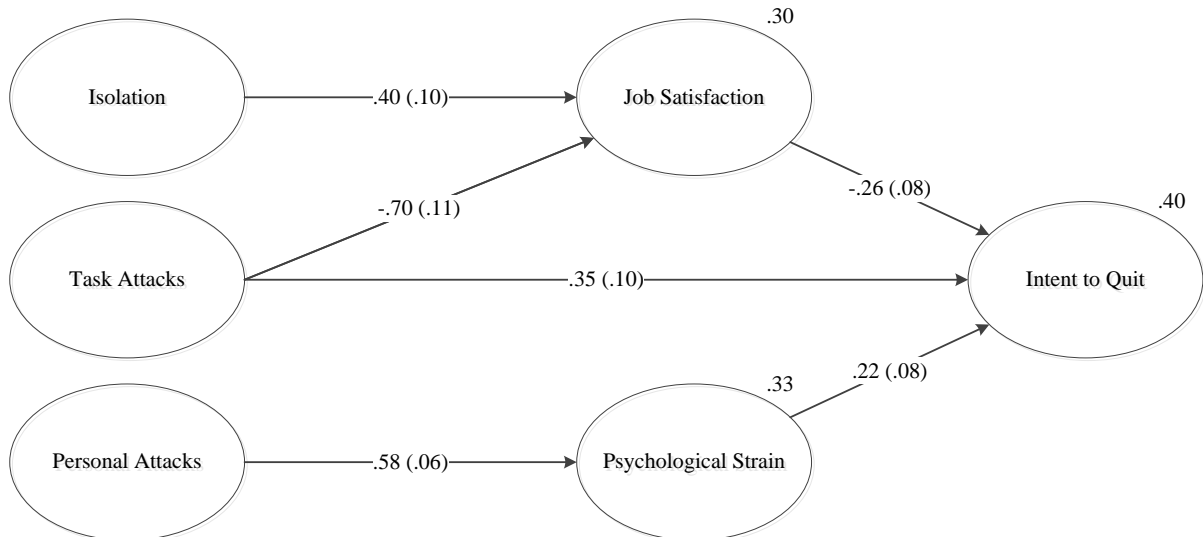 .30
Isolation
.40 (.10)
Job Satisfaction
-.26 (.08)
-.70 (.11)
.40
Task Attacks
.35 (.10)
Intent to Quit
.22 (.08)
.33
Personal Attacks
.58 (.06)
Psychological Strain